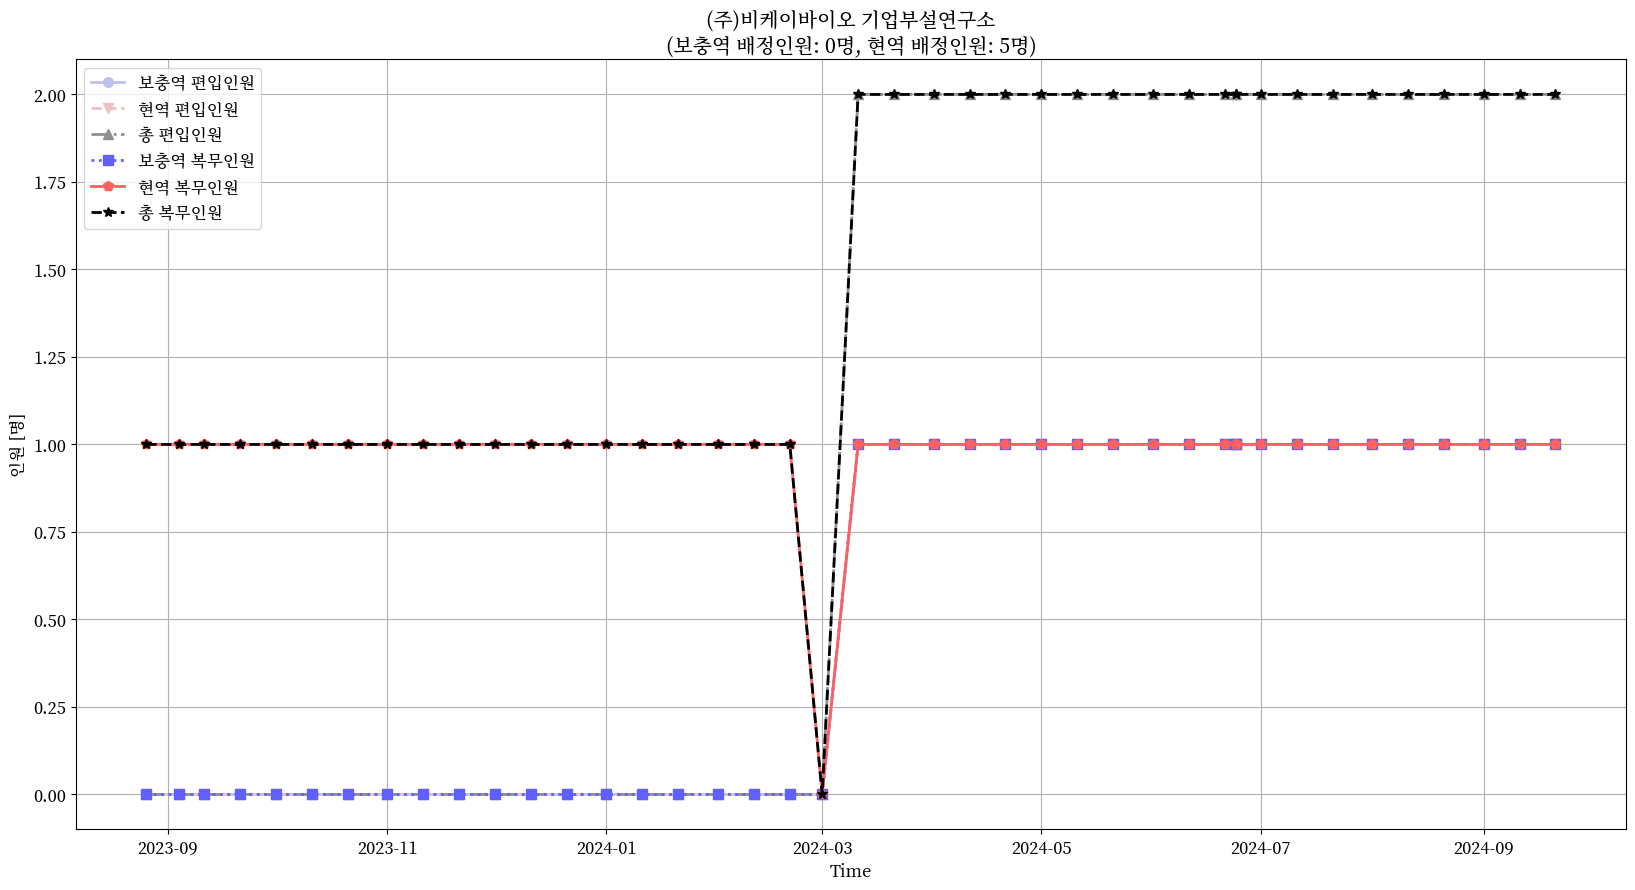 (주)비케이바이오 기업부설연구소
(보충역 배정인원: 0명, 현역 배정인원: 5명)
보충역 편입인원
현역 편입인원
총 편입인원
보충역 복무인원
현역 복무인원
총 복무인원
인원 [명]
2.00
1.75
1.50
1.25
1.00
0.75
0.50
0.25
0.00
2023-09
2023-11
2024-01
2024-03
2024-05
2024-07
2024-09
Time